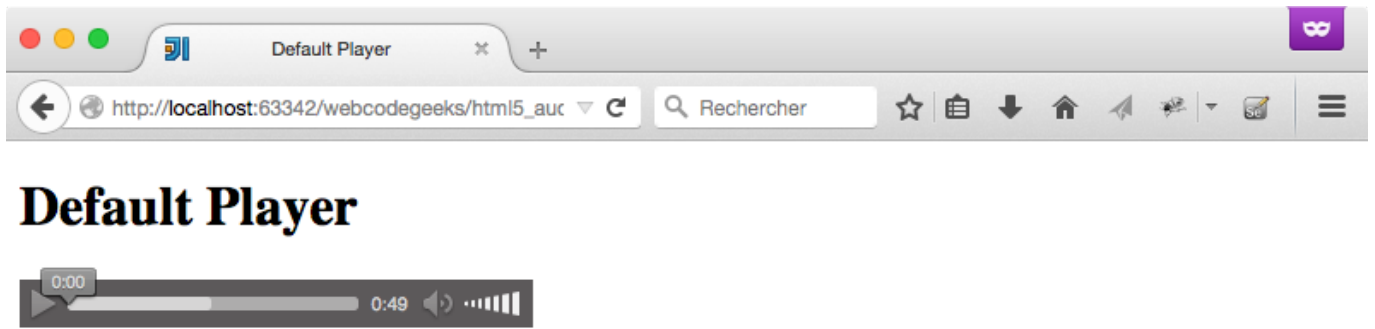 Default Player
http://localhost:63342/webcodegeeks/html5_auc
Rechercher
Default Player
0:00
0:49